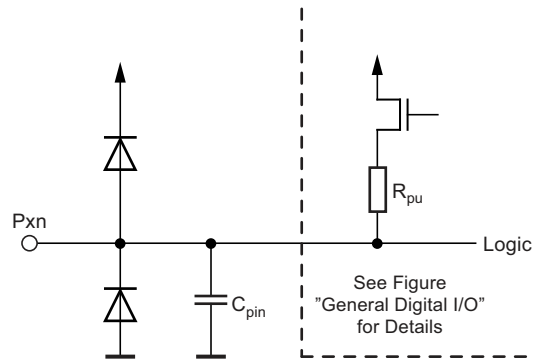 Pxn
C_pin
R_pu
Logic
See Figure
"General Digital I/O"
for Details